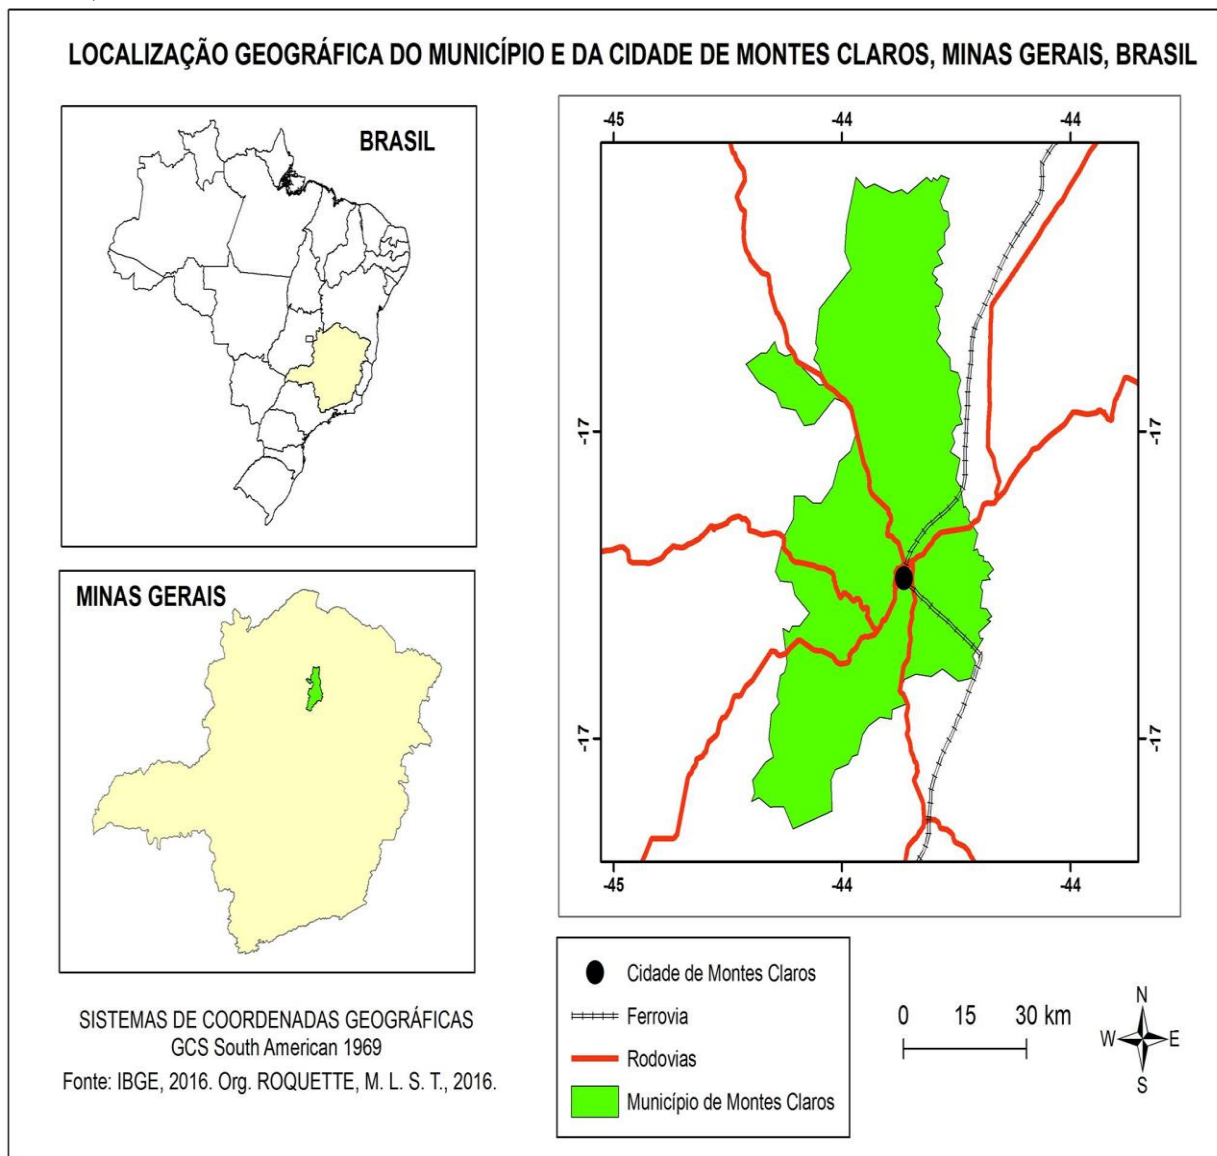 LOCALIZAÇÃO GEOGRÁFICA DO MUNICÍPIO E DA CIDADE DE MONTES CLAROS, MINAS GERAIS, BRASIL
BRASIL
MINAS GERAIS
SISTEMAS DE COORDENADAS GEOGRÁFICAS
GCS South American 1969
Fonte: IBGE, 2016. Org. ROQUETTE, M. L. S. T., 2016.
-45 -44 -44
-17 -17
-17 -17
-45 -44 -44
Cidade de Montes Claros
Ferrovia
Rodovias
Município de Montes Claros
0 15 30 km
N
W E
S